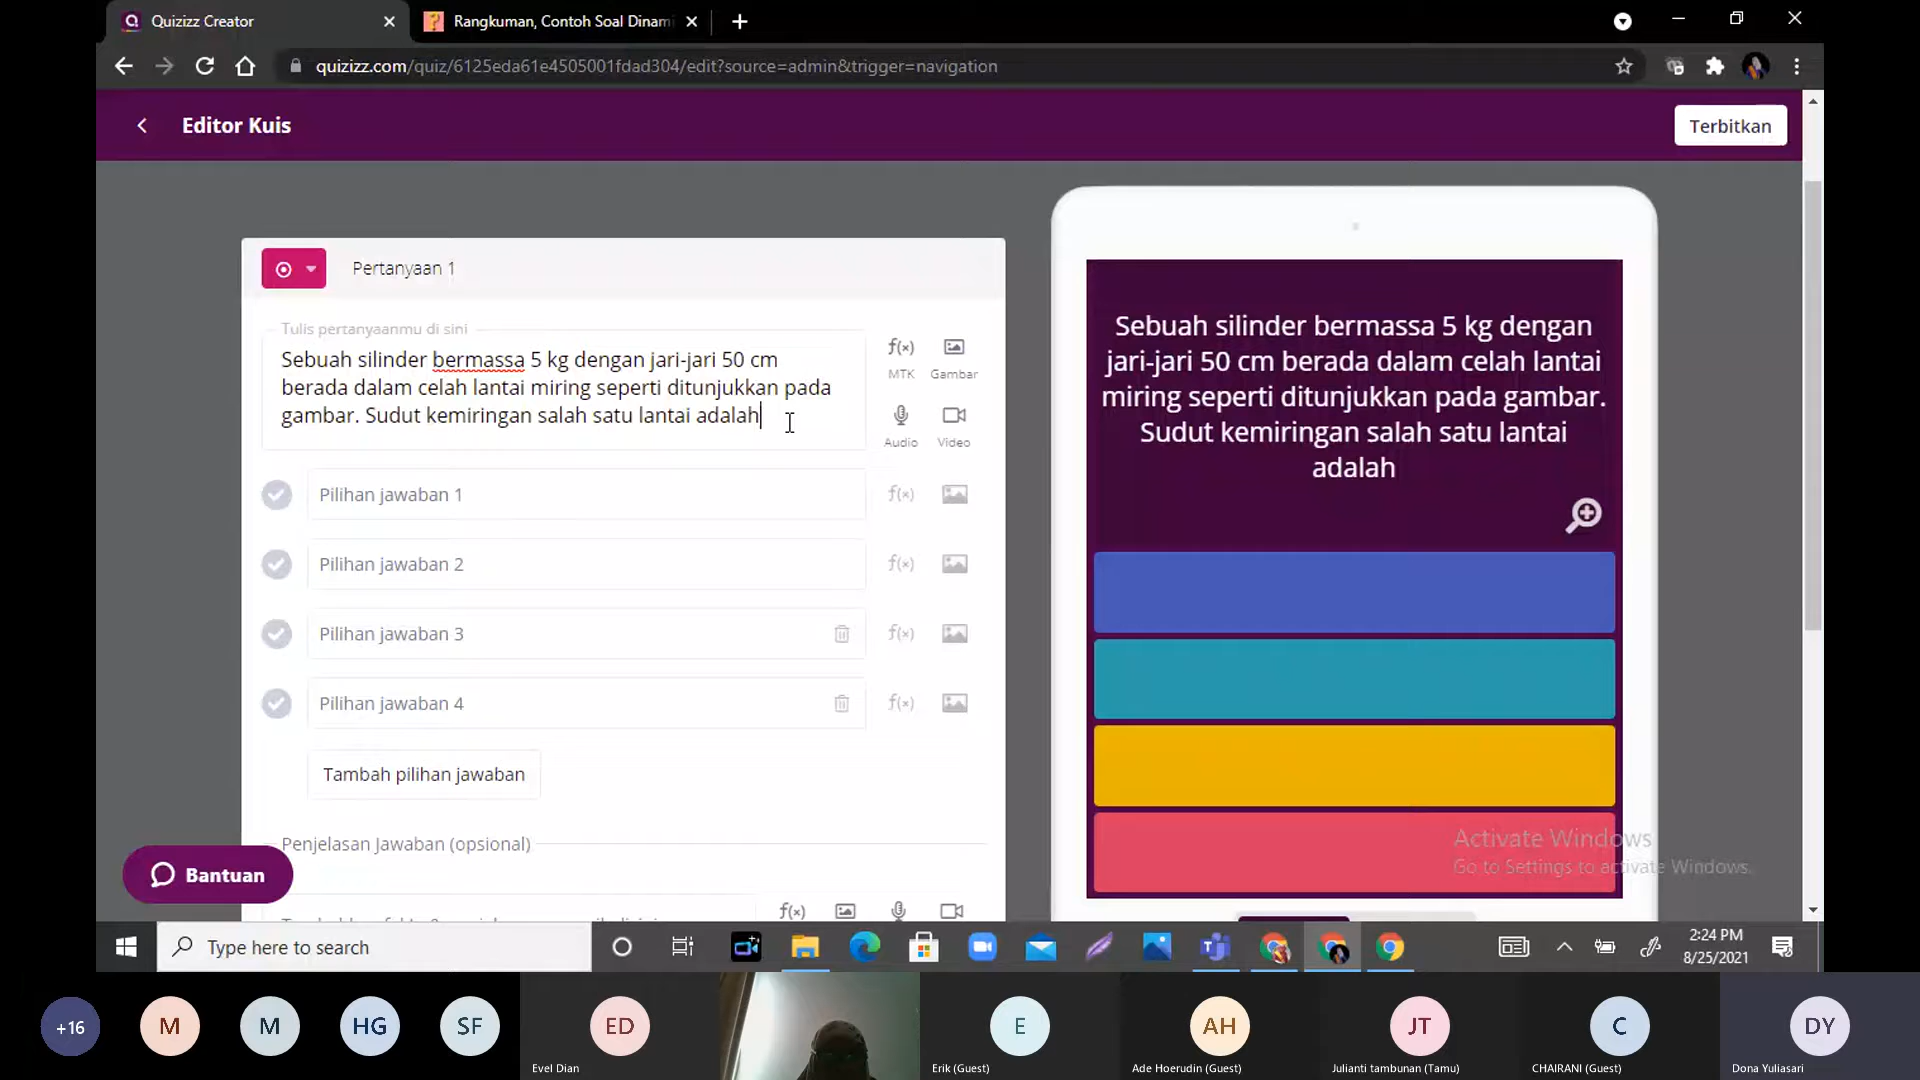 Quizizz Creator
Rangkuman, Contoh Soal Dinami
quizizz.com/quiz/6125eda61e4505001fdad304/edit?source=admin&trigger=navigation
Editor Kuis
Terbitkan
Pertanyaan 1
Tulis pertanyaanmu di sini
Sebuah silinder bermassa 5 kg dengan jari-jari 50 cm
berada dalam celah lantai miring seperti ditunjukkan pada
gambar. Sudut kemiringan salah satu lantai adalah
f(x)
MTK
Gambar
Audio
Video
Pilihan jawaban 1
f(x)
Pilihan jawaban 2
f(x)
Pilihan jawaban 3
f(x)
Pilihan jawaban 4
f(x)
Tambah pilihan jawaban
Penjelasan Jawaban (opsional)
f(x)
Bantuan
Sebuah silinder bermassa 5 kg dengan
jari-jari 50 cm berada dalam celah lantai
miring seperti ditunjukkan pada gambar.
Sudut kemiringan salah satu lantai
adalah
Activate Windows
Go to Settings to activate Windows.
Type here to search
2:24 PM
8/25/2021
+16
M
M
HG
SF
ED
Evel Dian
E
Erik (Guest)
AH
Ade Hoerudin (Guest)
JT
Julianti tambunan (Tamu)
C
CHAIRANI (Guest)
DY
Dona Yuliasari